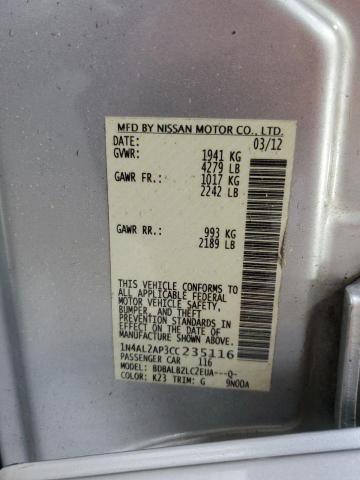 MFD BY NISSAN MOTOR CO., LTD.
DATE: 03/12
GVWR: 1941 KG
4279 LB
GAWR FR.: 1017 KG
2242 LB
GAWR RR.: 993 KG
2189 LB
THIS VEHICLE CONFORMS TO
ALL APPLICABLE FEDERAL
MOTOR VEHICLE SAFETY,
BUMPER, AND THEFT
PREVENTION STANDARDS IN
EFFECT ON THE DATE OF
MANUFACTURE SHOWN ABOVE.
1N4AL2AP3CC235116
PASSENGER CAR 116
MODEL: BDBALBZLC2EUA---Q-
COLOR: K23 TRIM: G 9N0DA